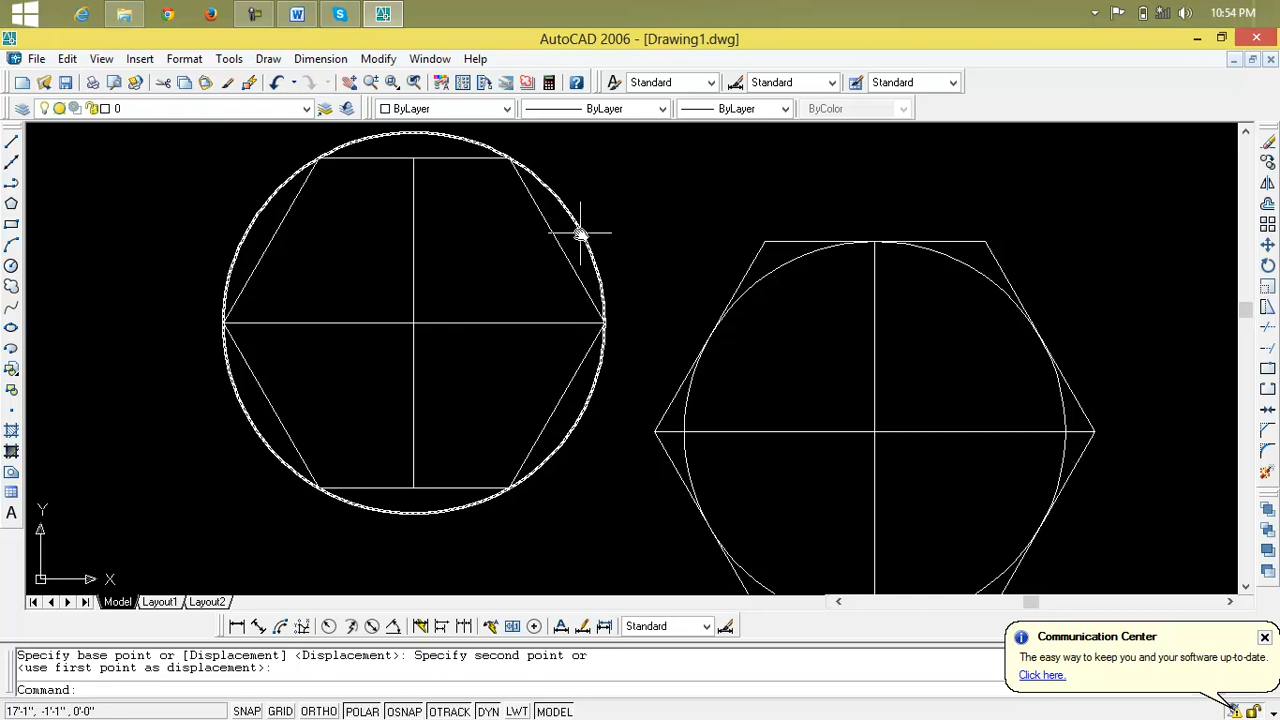 10:54 PM
AutoCAD 2006 - [Drawing1.dwg]
File Edit View Insert Format Tools Draw Dimension Modify Window Help
Standard Standard Standard
0 ByLayer ByLayer ByLayer ByColor
A
Y
X
Model Layout1 Layout2
Standard
Communication Center
The easy way to keep you and your software up-to-date.
Click here.
Specify base point or [Displacement] <Displacement>: Specify second point or
<use first point as displacement>:
Command:
17'-1", -1'-1", 0'-0" SNAP GRID ORTHO POLAR OSNAP OTRACK DYN LWT MODEL